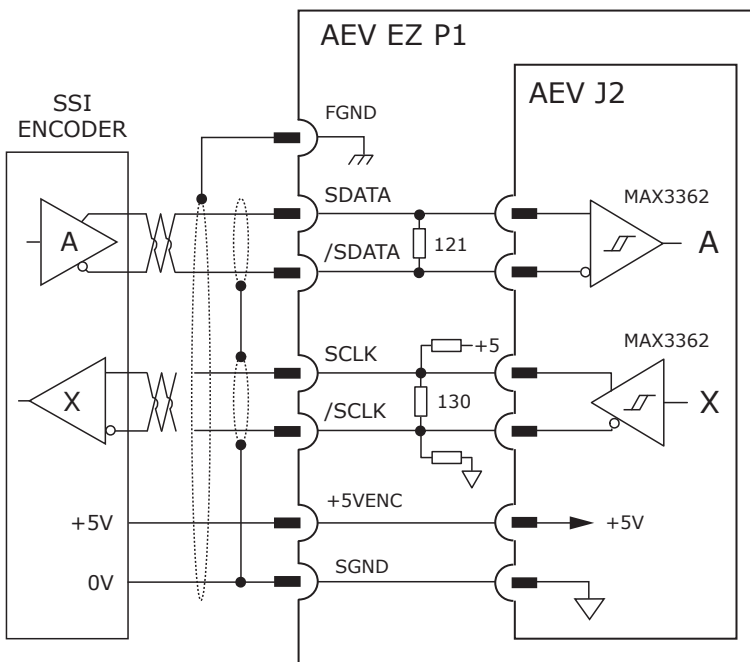 AEV EZ P1
AEV J2
SSI
ENCODER
FGND
SDATA
MAX3362
A
121
A
/SDATA
SCLK
+5
MAX3362
X
130
X
/SCLK
+5V
+5VENC
+5V
0V
SGND